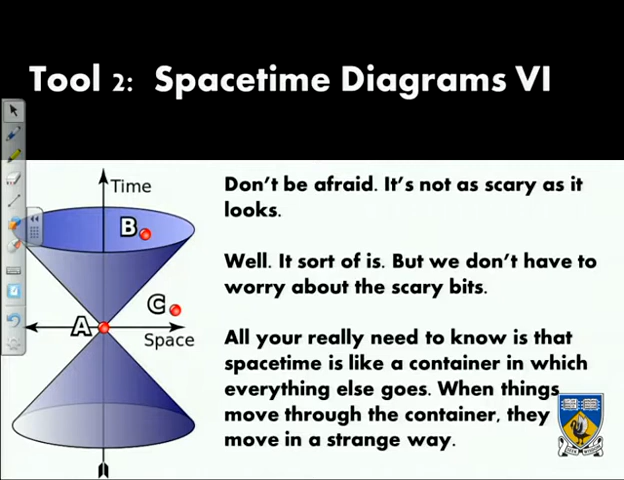 Tool 2: Spacetime Diagrams VI
Time
B
C
A
Space
Don't be afraid. It's not as scary as it
looks.
Well. It sort of is. But we don't have to
worry about the scary bits.
All your really need to know is that
spacetime is like a container in which
everything else goes. When things
move through the container, they
move in a strange way.